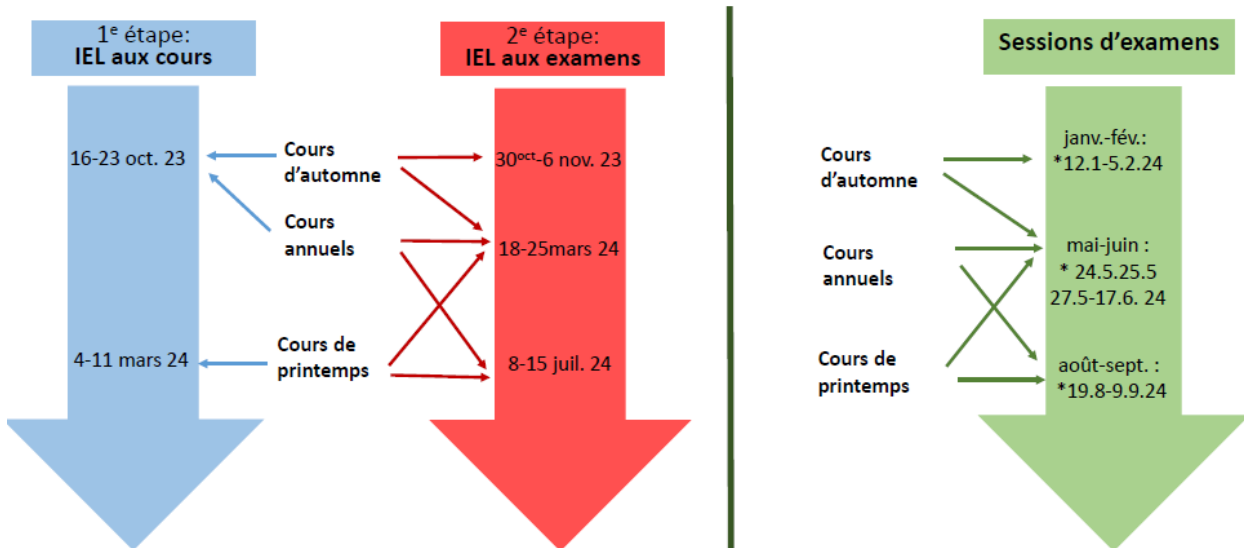 1e étape:
IEL aux cours
16-23 oct. 23
4-11 mars 24
Cours
d'automne
Cours
annuels
Cours de
printemps
2e étape:
IEL aux examens
30oct-6 nov. 23
18-25mars 24
8-15 juil. 24
Cours
d'automne
Cours
annuels
Cours de
printemps
Sessions d'examens
janv.-fév.:
*12.1-5.2.24
mai-juin :
* 24.5.25.5
27.5-17.6. 24
août-sept. :
*19.8-9.9.24